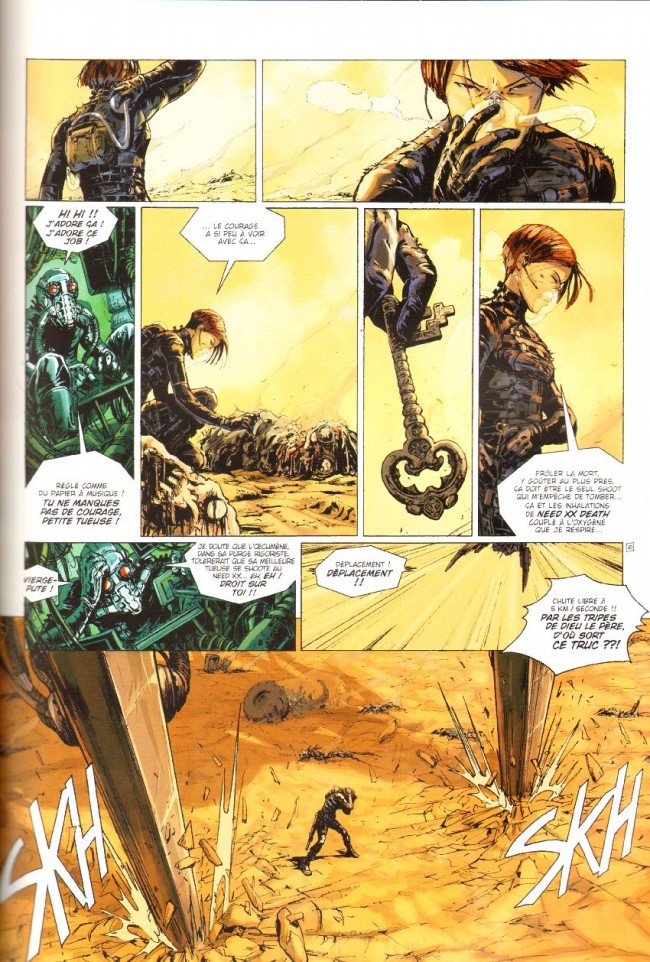 HI HI !!
J'ADORE ÇA !
J'ADORE CE
JOB !
RÉGLÉ COMME
DU PAPIER À MUSIQUE !
TU NE MANQUES
PAS DE COURAGE,
PETITE TUEUSE !
... LE COURAGE
A SI PEU À VOIR
AVEC ÇA...
FRÔLER LA MORT,
Y GOÛTER AU PLUS PRÈS,
ÇA DOIT ÊTRE LE SEUL SHOOT
QUI M'EMPÊCHE DE TOMBER...
ÇA ET LES INHALATIONS
DE NEED XX DEATH
COUPLÉ À L'OXYGÈNE
QUE JE RESPIRE...
VIERGE-
PUTE !
JE DOUTE QUE L'ŒCUMÈNE,
DANS SA PURGE RIGORISTE,
TOLÉRERAIT QUE SA MEILLEURE
TUEUSE SE SHOOTE AU
NEED XX... EH, EH !
DROIT SUR
TOI !!
DÉPLACEMENT !
DÉPLACEMENT
!!
CHUTE LIBRE À
5 KM / SECONDE !!
PAR LES TRIPES
DE DIEU LE PÈRE,
D'OÙ SORT
CE TRUC ??!
SKH
SKH